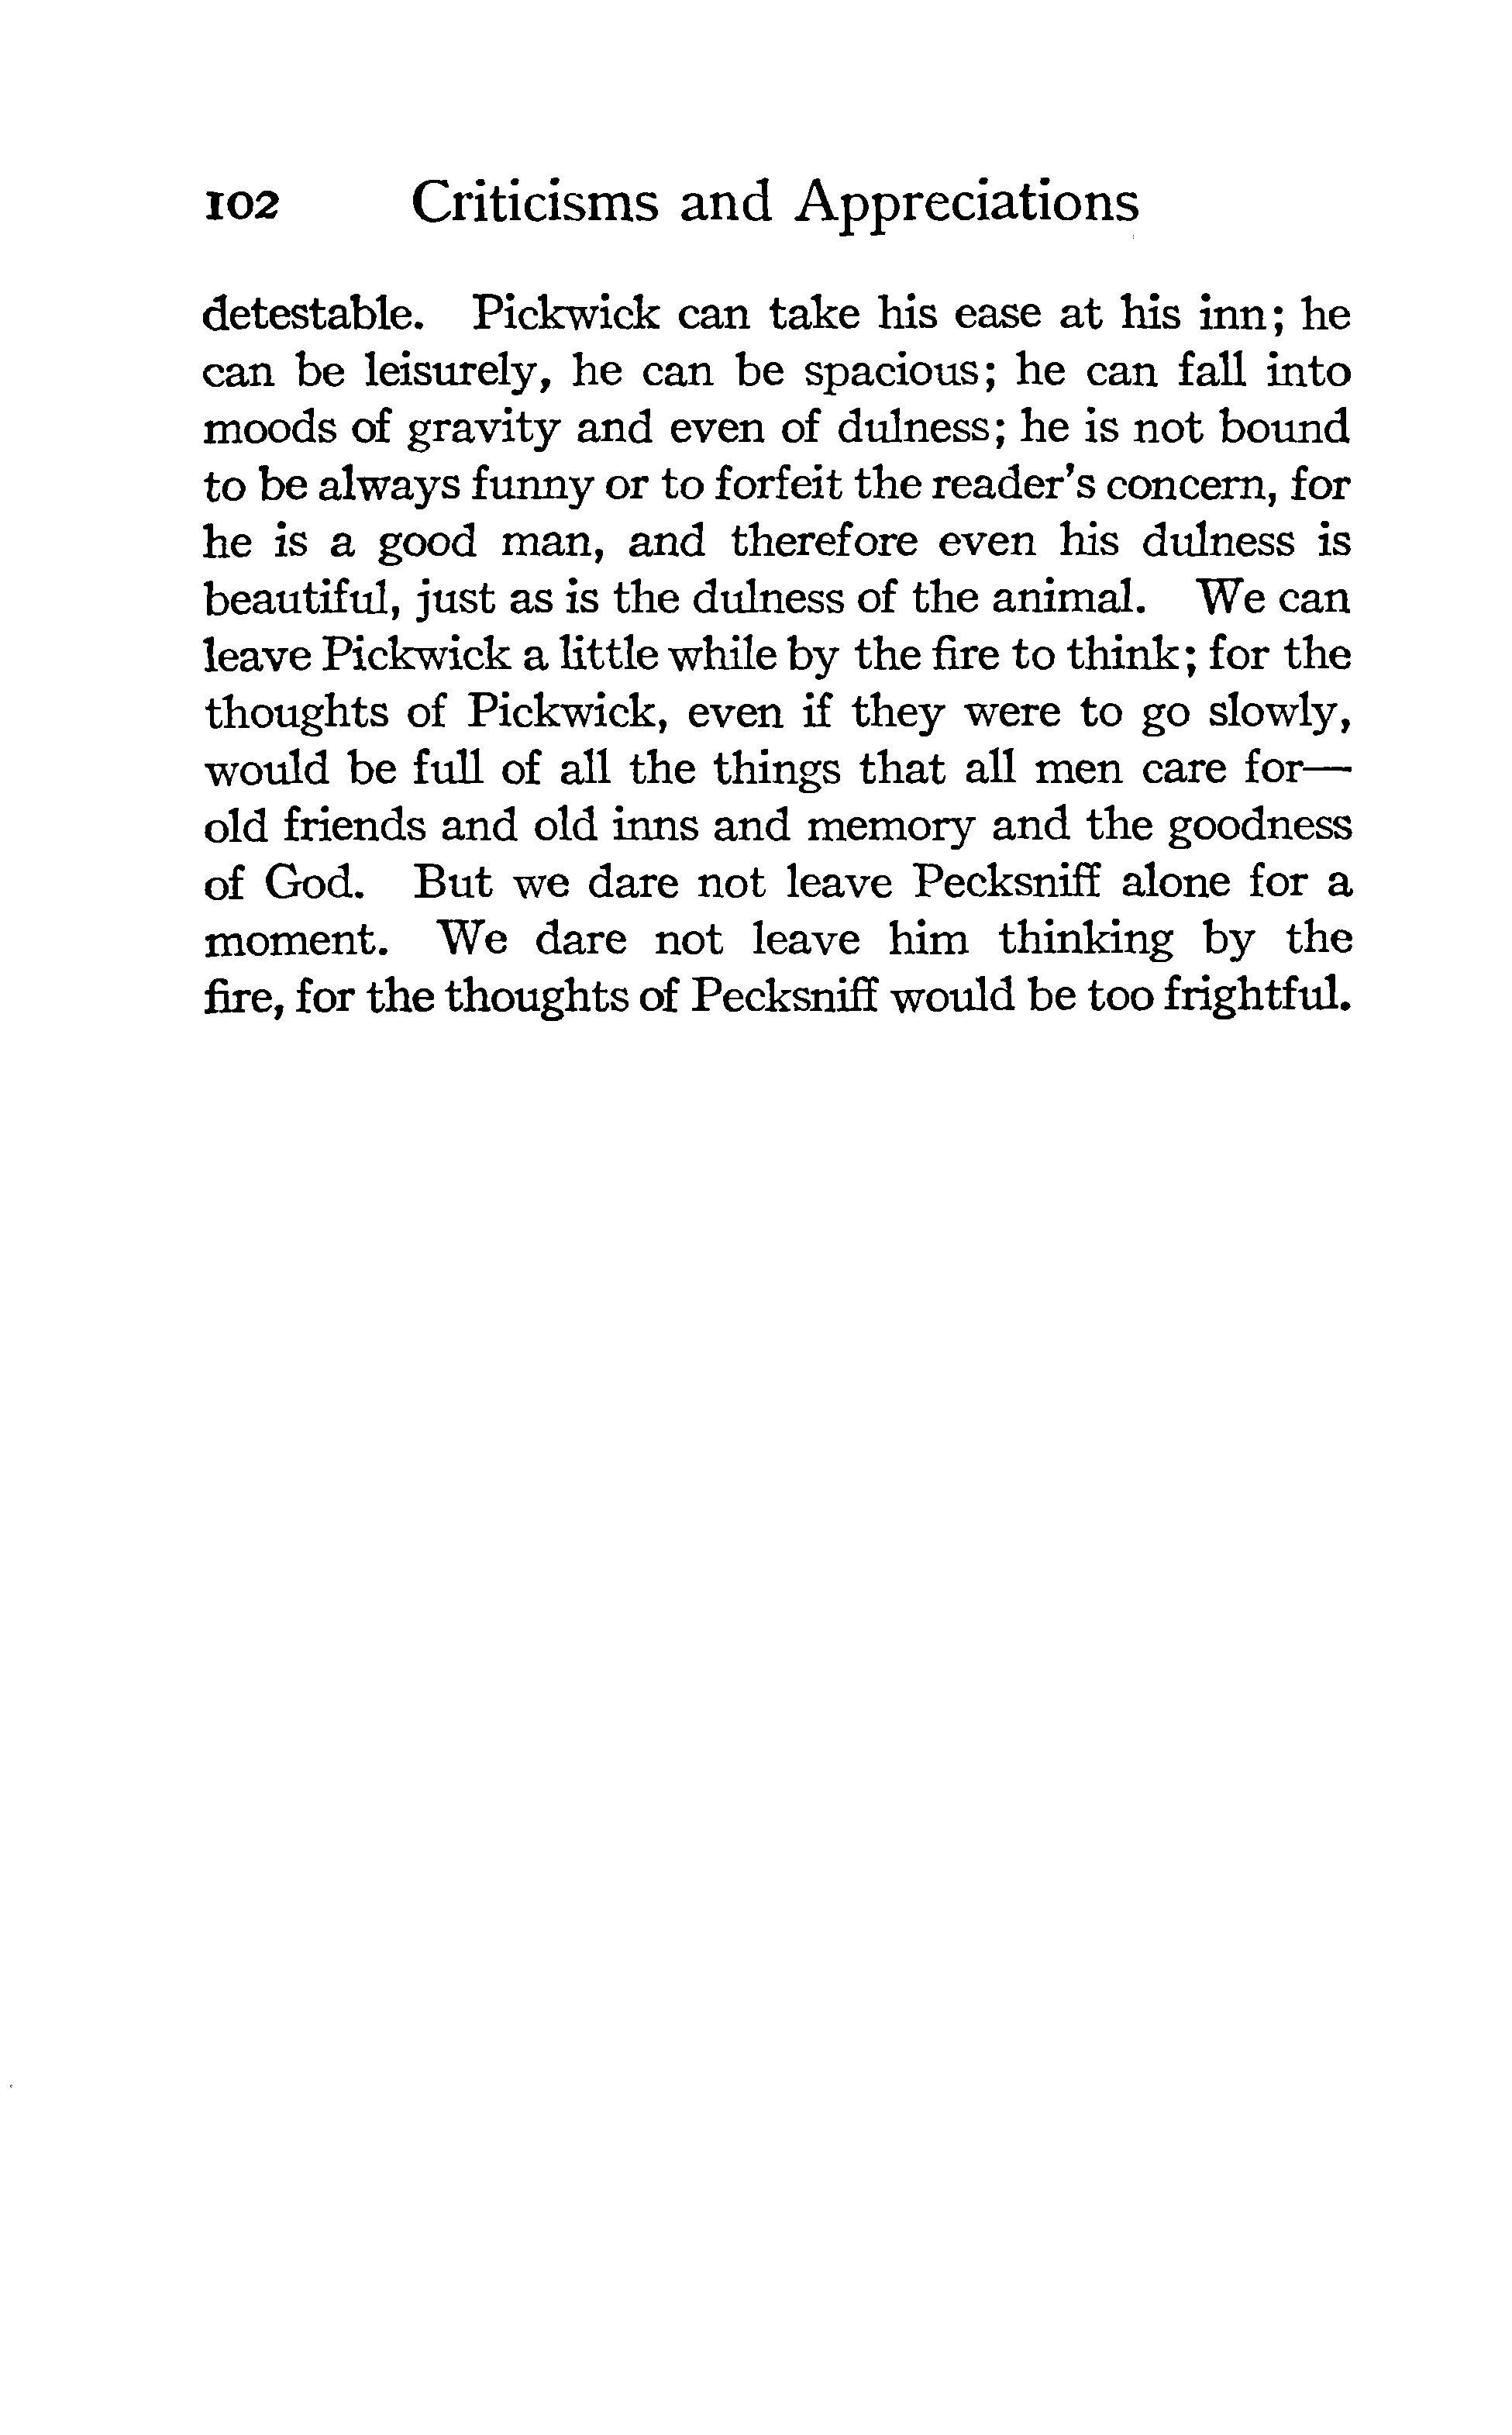 102 Criticisms and Appreciations
detestable. Pickwick can take his ease at his inn; he
can be leisurely, he can be spacious; he can fall into
moods of gravity and even of dulness; he is not bound
to be always funny or to forfeit the reader's concern, for
he is a good man, and therefore even his dulness is
beautiful, just as is the dulness of the animal. We can
leave Pickwick a little while by the fire to think; for the
thoughts of Pickwick, even if they were to go slowly,
would be full of all the things that all men care for—
old friends and old inns and memory and the goodness
of God. But we dare not leave Pecksniff alone for a
moment. We dare not leave him thinking by the
fire, for the thoughts of Pecksniff would be too frightful.